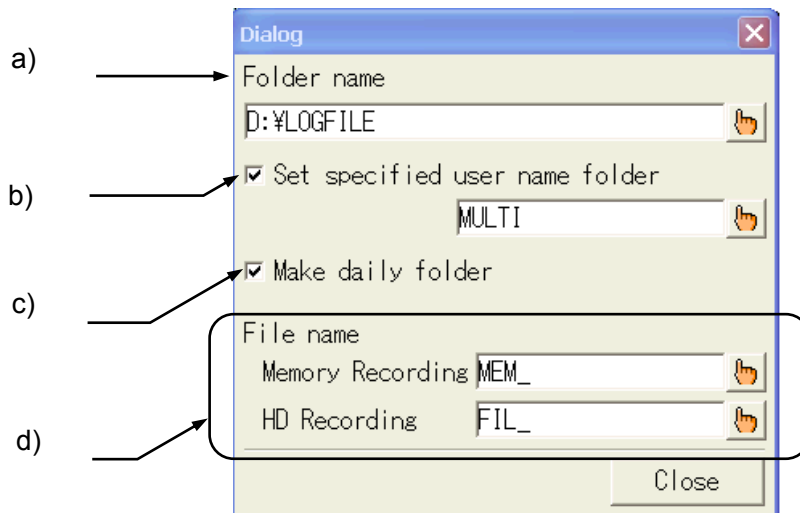 Dialog
a)
Folder name
D:¥LOGFILE
b)
Set specified user name folder
MULTI
c)
Make daily folder
File name
Memory Recording MEM_
d)
HD Recording FIL_
Close